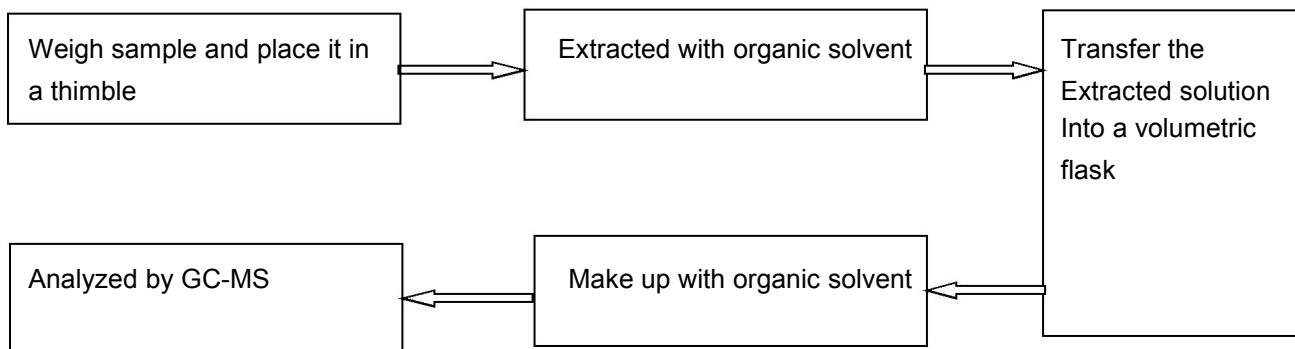 Weigh sample and place it in
a thimble
Extracted with organic solvent
Transfer the
Extracted solution
Into a volumetric
flask
Make up with organic solvent
Analyzed by GC-MS